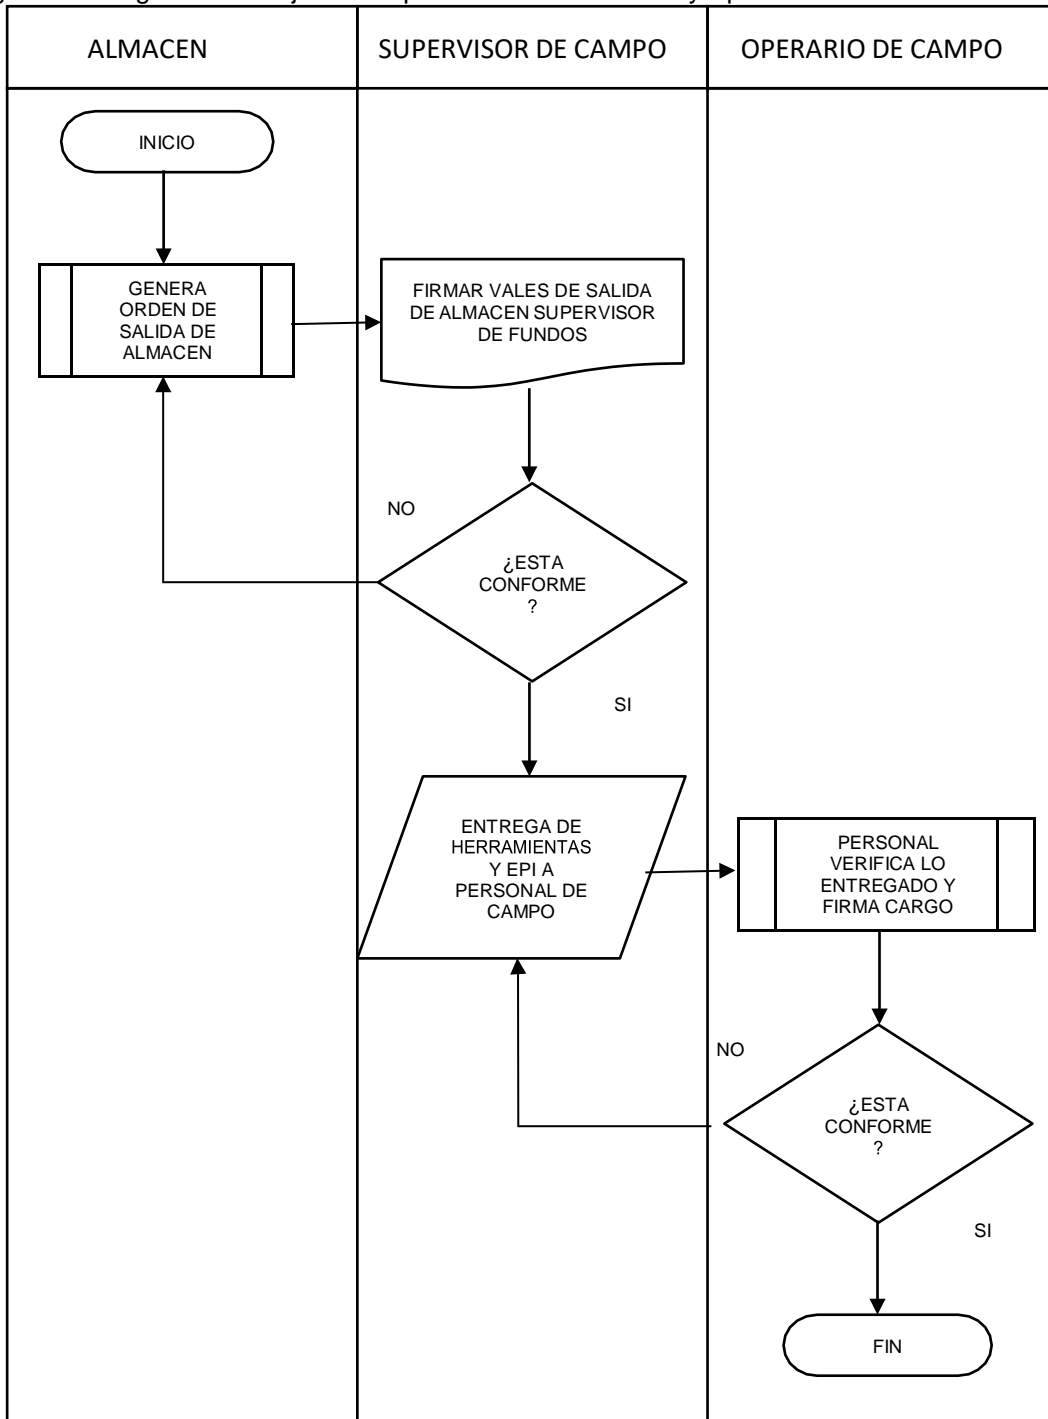 ALMACEN
SUPERVISOR DE CAMPO
OPERARIO DE CAMPO
INICIO
GENERA
ORDEN DE
SALIDA DE
ALMACEN
FIRMAR VALES DE SALIDA
DE ALMACEN SUPERVISOR
DE FUNDOS
NO
¿ESTA
CONFORME
?
SI
ENTREGA DE
HERRAMIENTAS
Y EPI A
PERSONAL DE
CAMPO
PERSONAL
VERIFICA LO
ENTREGADO Y
FIRMA CARGO
NO
¿ESTA
CONFORME
?
SI
FIN